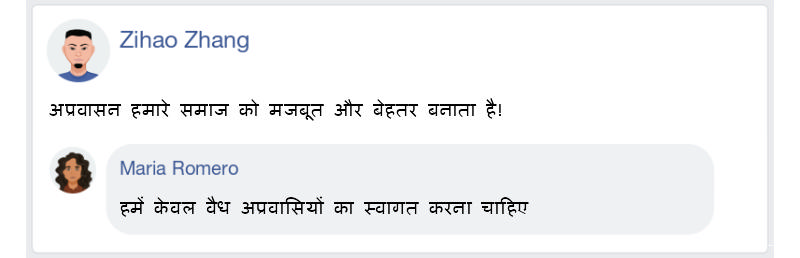 Zihao Zhang
अप्रवासन हमारे समाज को मजबूत और बेहतर बनाता है!
Maria Romero
हमें केवल वैध अप्रवासियों का स्वागत करना चाहिए